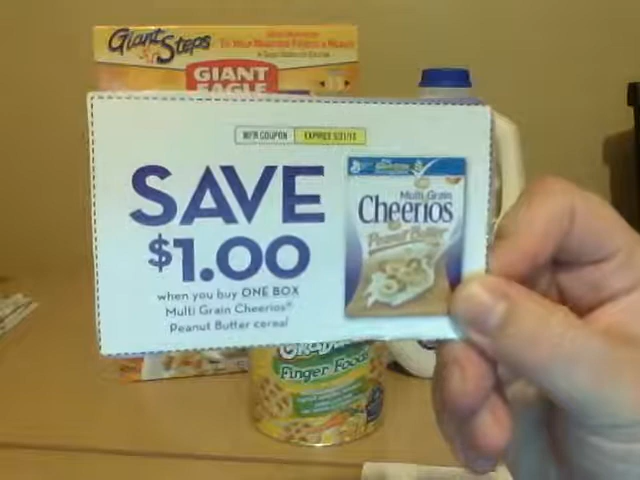 Giant Steps
GIANT
EAGLE
MFR COUPON EXPIRES 5/31/13
SAVE
$1.00
when you buy ONE BOX
Multi Grain Cheerios®
Peanut Butter cereal
Multi Grain
Cheerios
Peanut Butter
Finger Foods